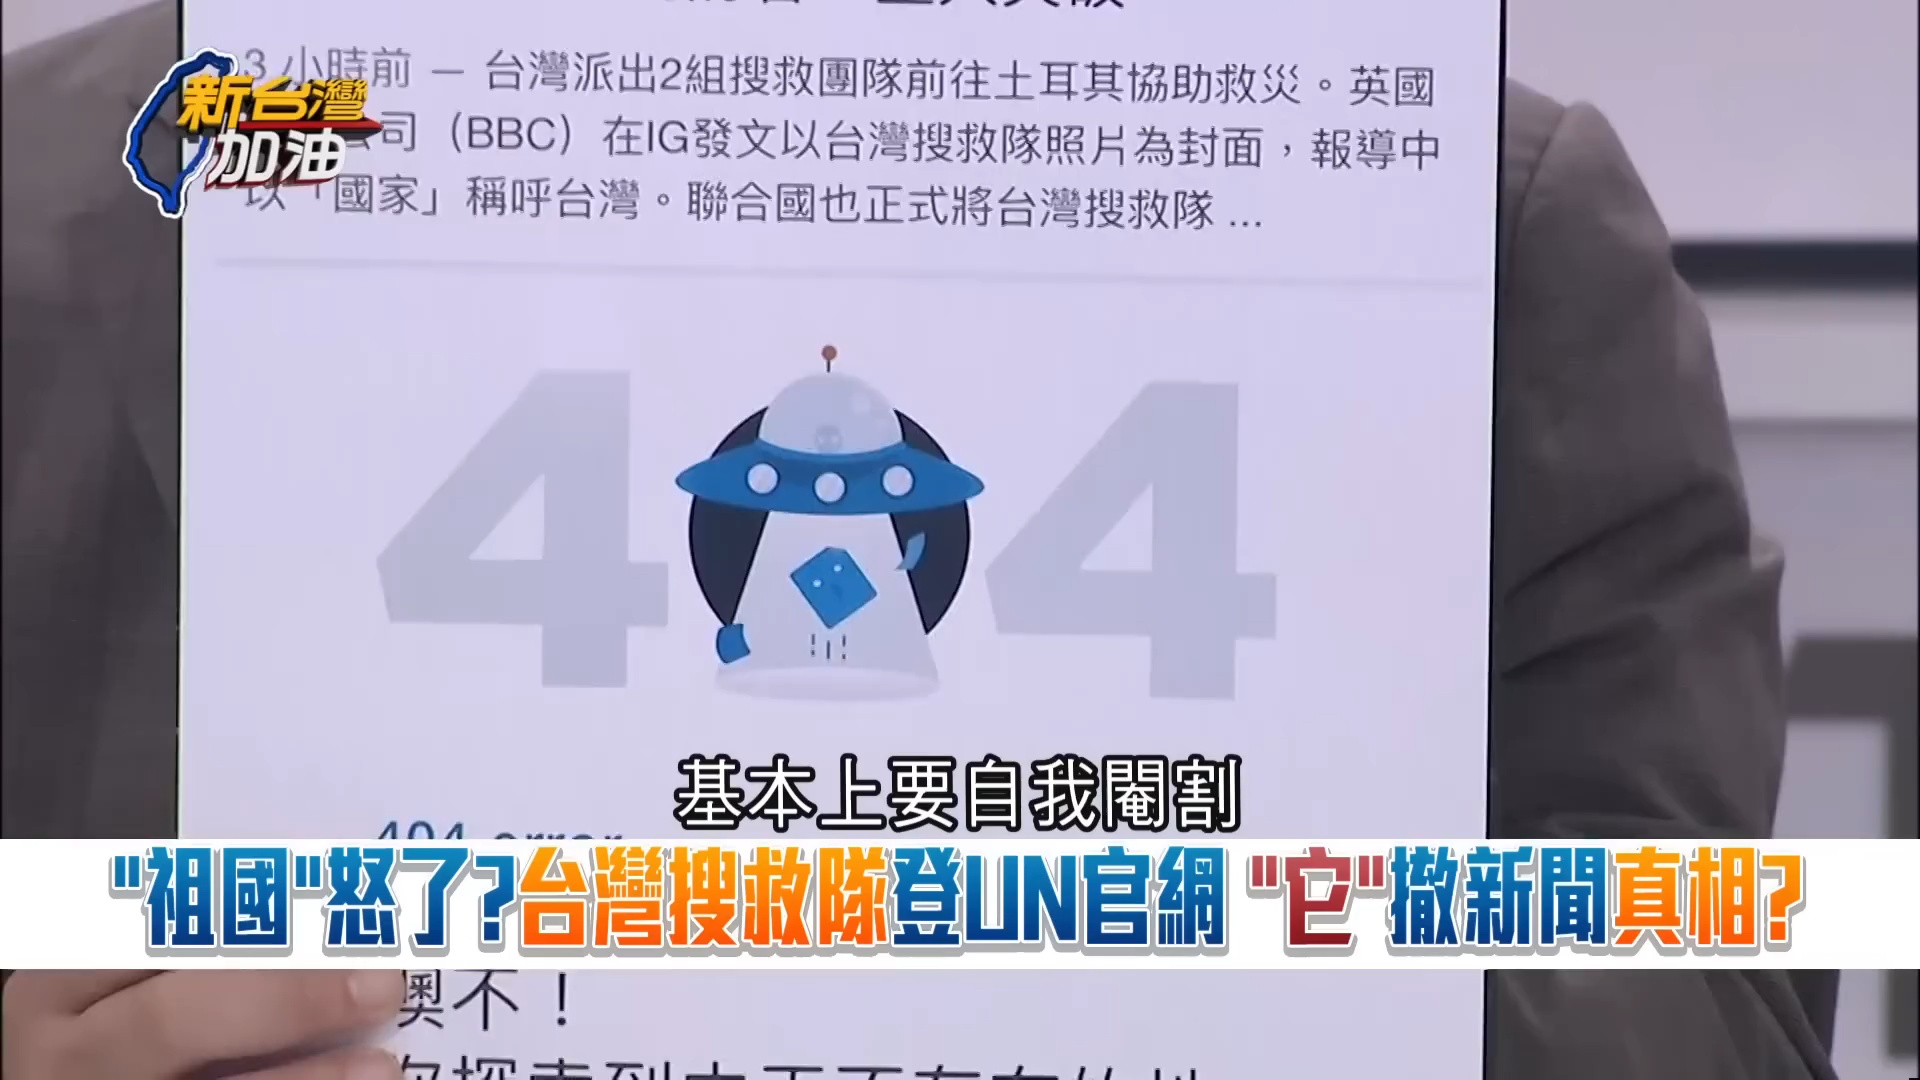 3 小時前 － 台灣派出2組搜救團隊前往土耳其協助救災。英國
新台灣
加油
公司（BBC）在IG發文以台灣搜救隊照片為封面，報導中
以「國家」稱呼台灣。聯合國也正式將台灣搜救隊 ...
4 4
基本上要自我閹割
404 error
"祖國"怒了?台灣搜救隊登UN官網 "它"撤新聞真相?
噢不！